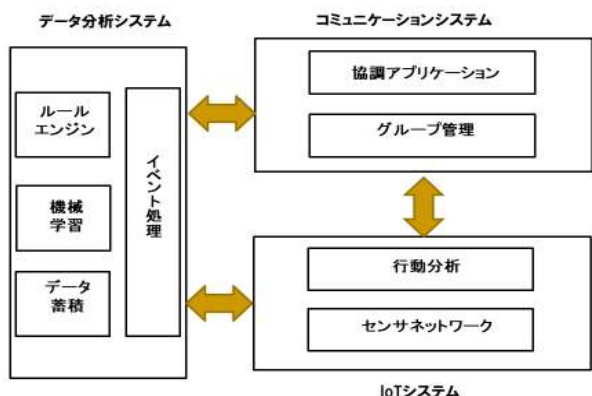 データ分析システム
ルール
エンジン
機械
学習
データ
蓄積
イベント処理
コミュニケーションシステム
協調アプリケーション
グループ管理
行動分析
センサネットワーク
IoTシステム